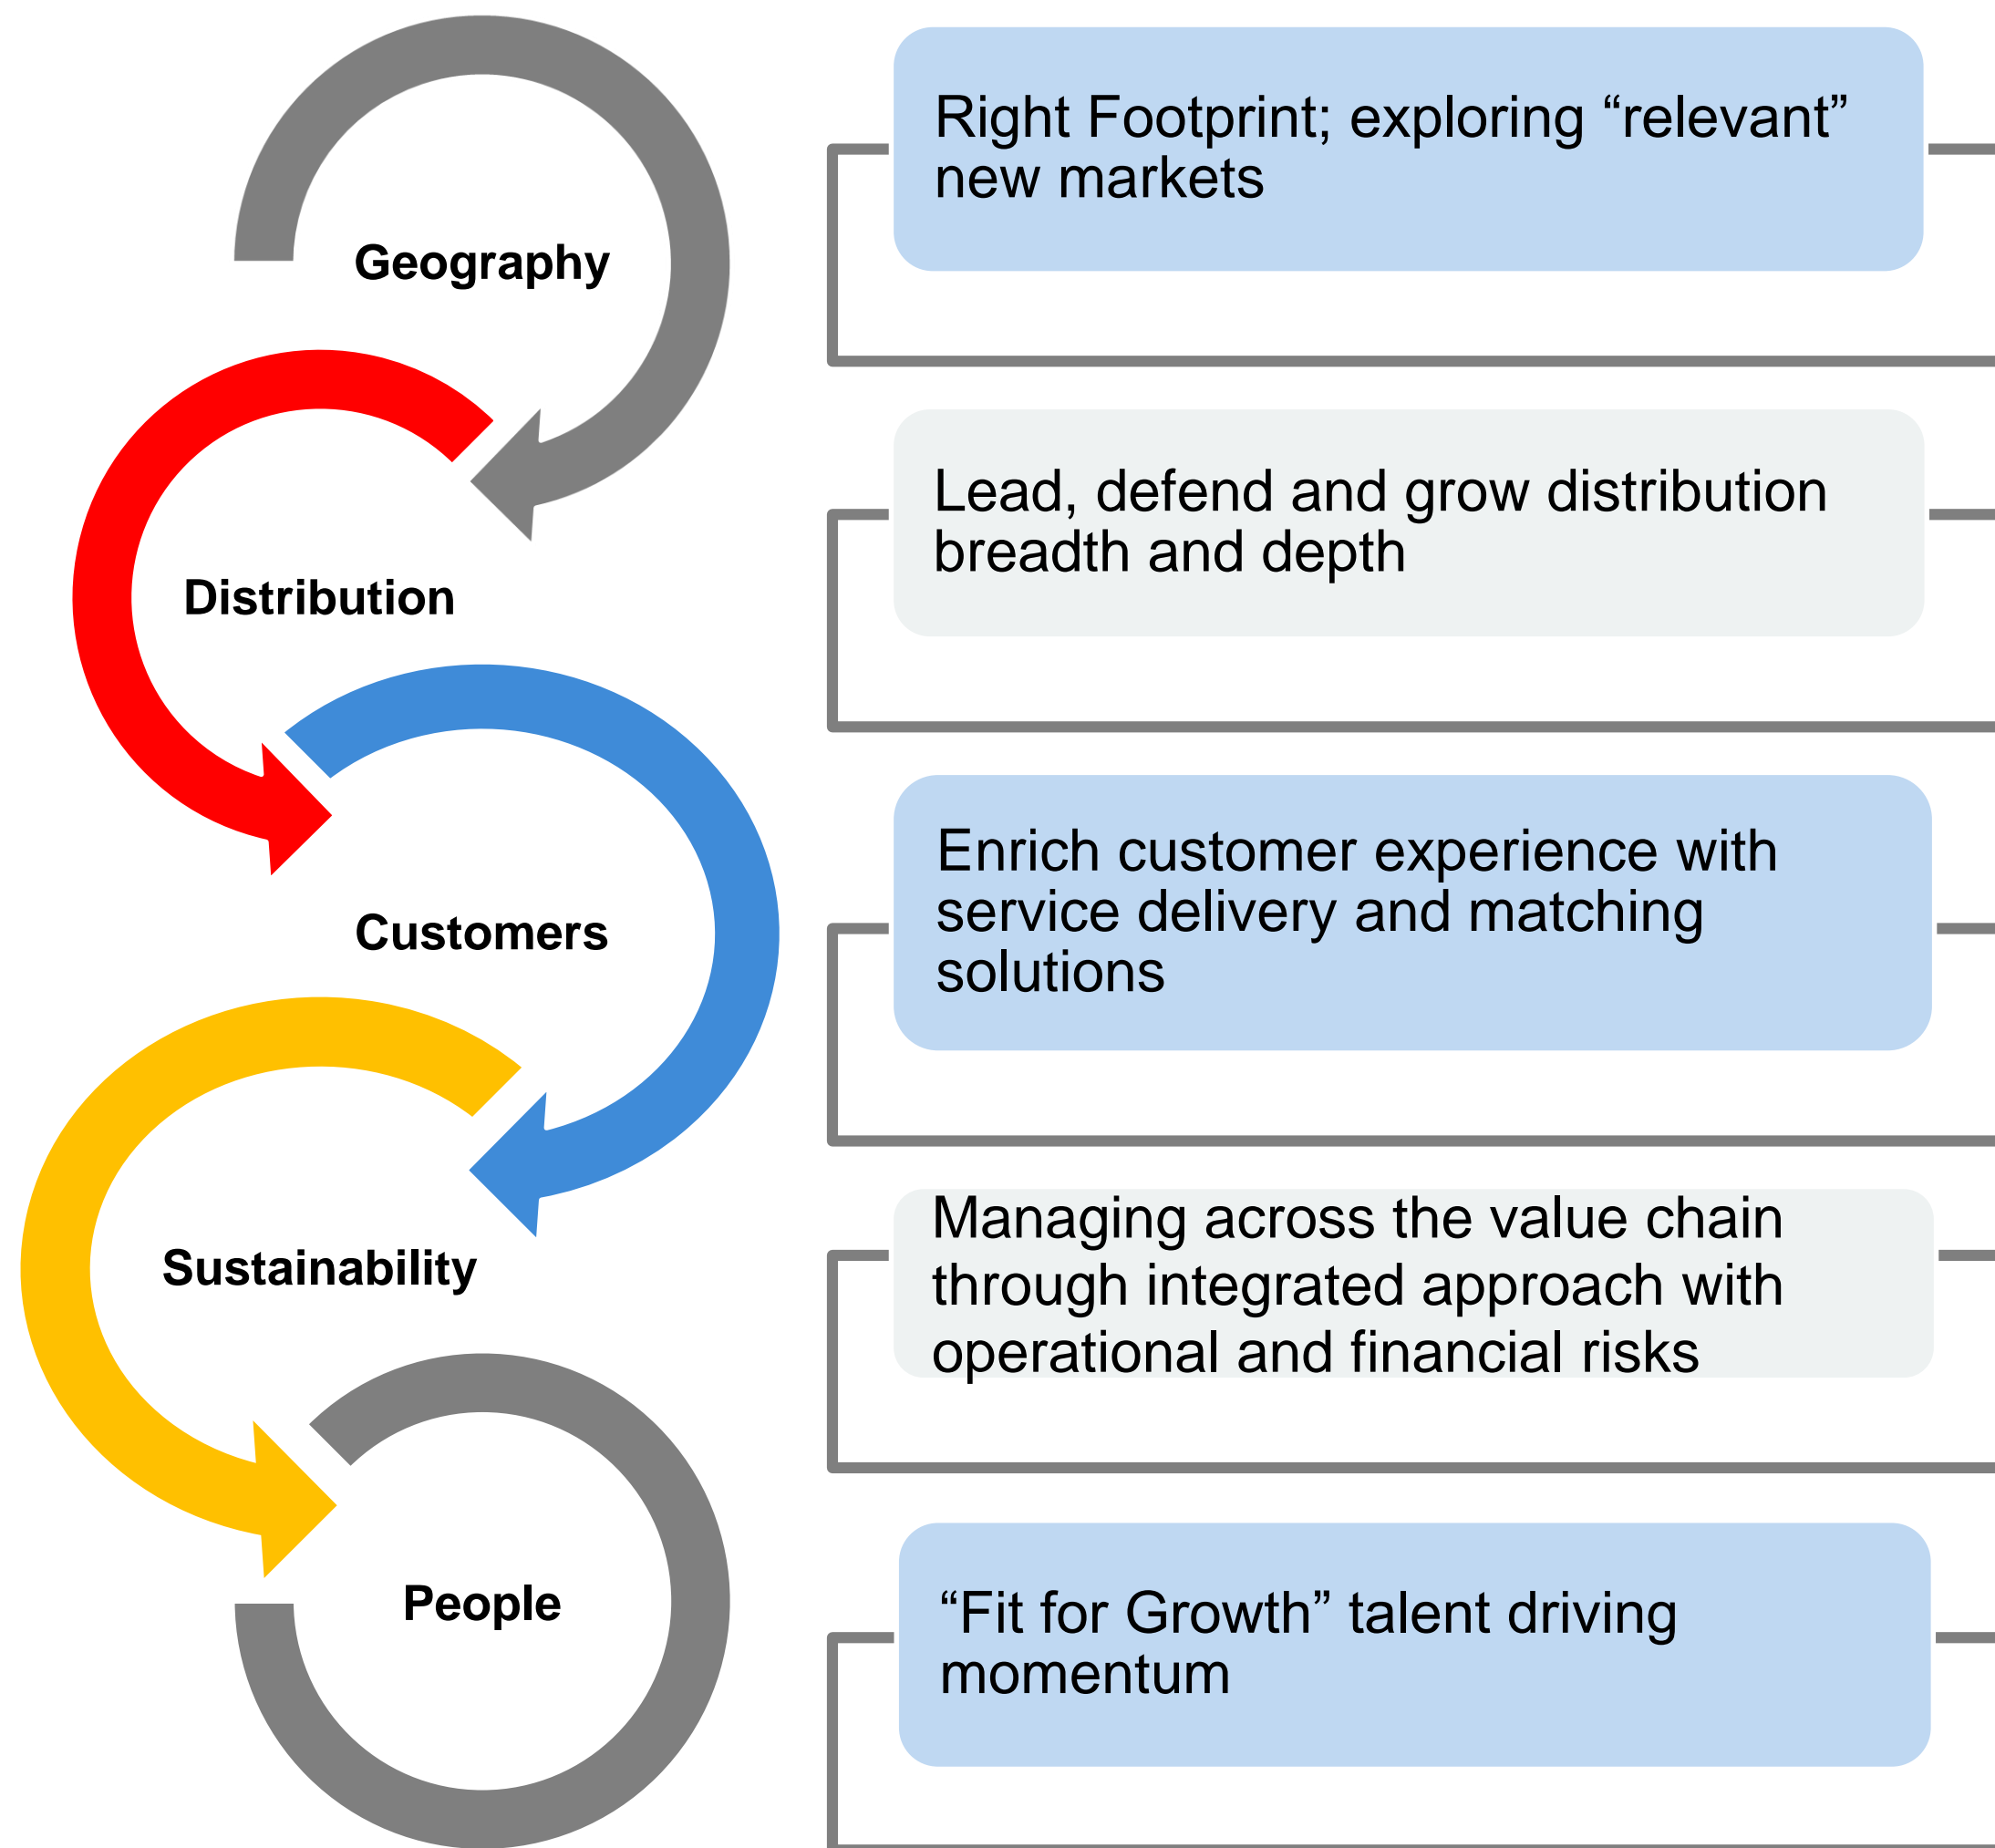 Geography
Right Footprint; exploring “relevant”
new markets
Distribution
Lead, defend and grow distribution
breadth and depth
Customers
Enrich customer experience with
service delivery and matching
solutions
Sustainability
Managing across the value chain
through integrated approach with
operational and financial risks
People
“Fit for Growth” talent driving
momentum